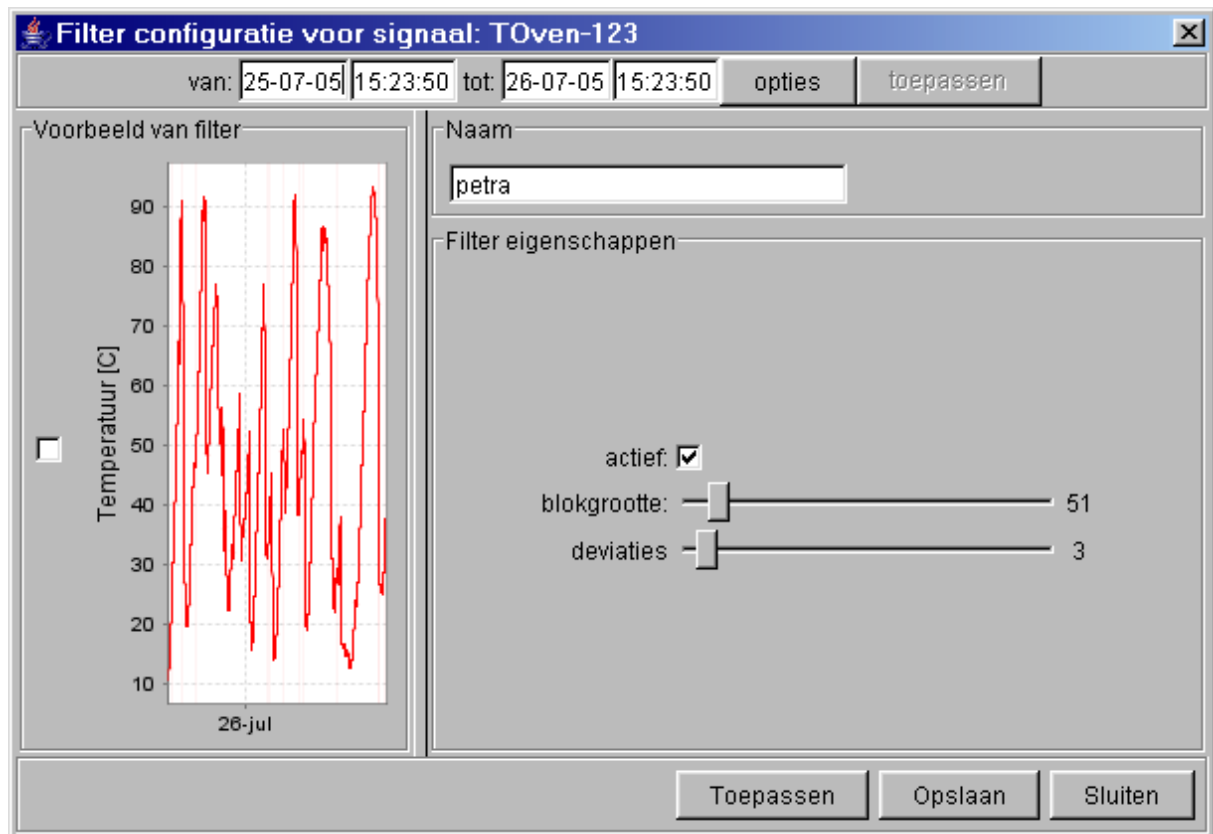 Filter configuratie voor signaal: TOven-123
van: 25-07-05 15:23:50 tot: 26-07-05 15:23:50 opties toepassen
Voorbeeld van filter
90
80
70
60
50
40
30
20
10
Temperatuur [C]
26-jul
Naam
petra
Filter eigenschappen
actief:
blokgrootte: 51
deviaties 3
Toepassen Opslaan Sluiten